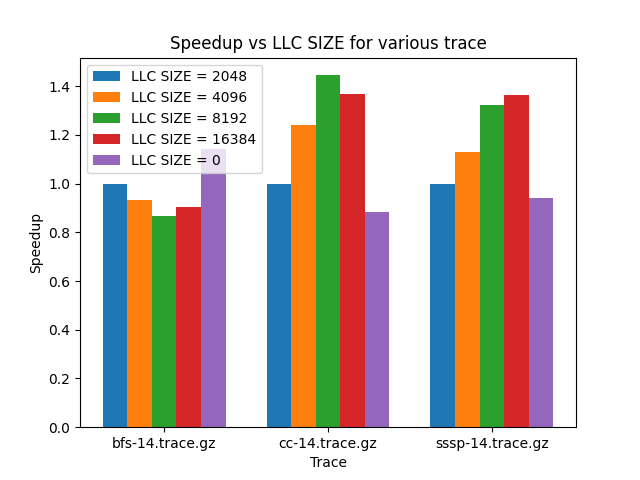 Speedup vs LLC SIZE for various trace
LLC SIZE = 2048
LLC SIZE = 4096
LLC SIZE = 8192
LLC SIZE = 16384
LLC SIZE = 0
Speedup
1.4
1.2
1.0
0.8
0.6
0.4
0.2
0.0
bfs-14.trace.gz cc-14.trace.gz sssp-14.trace.gz
Trace